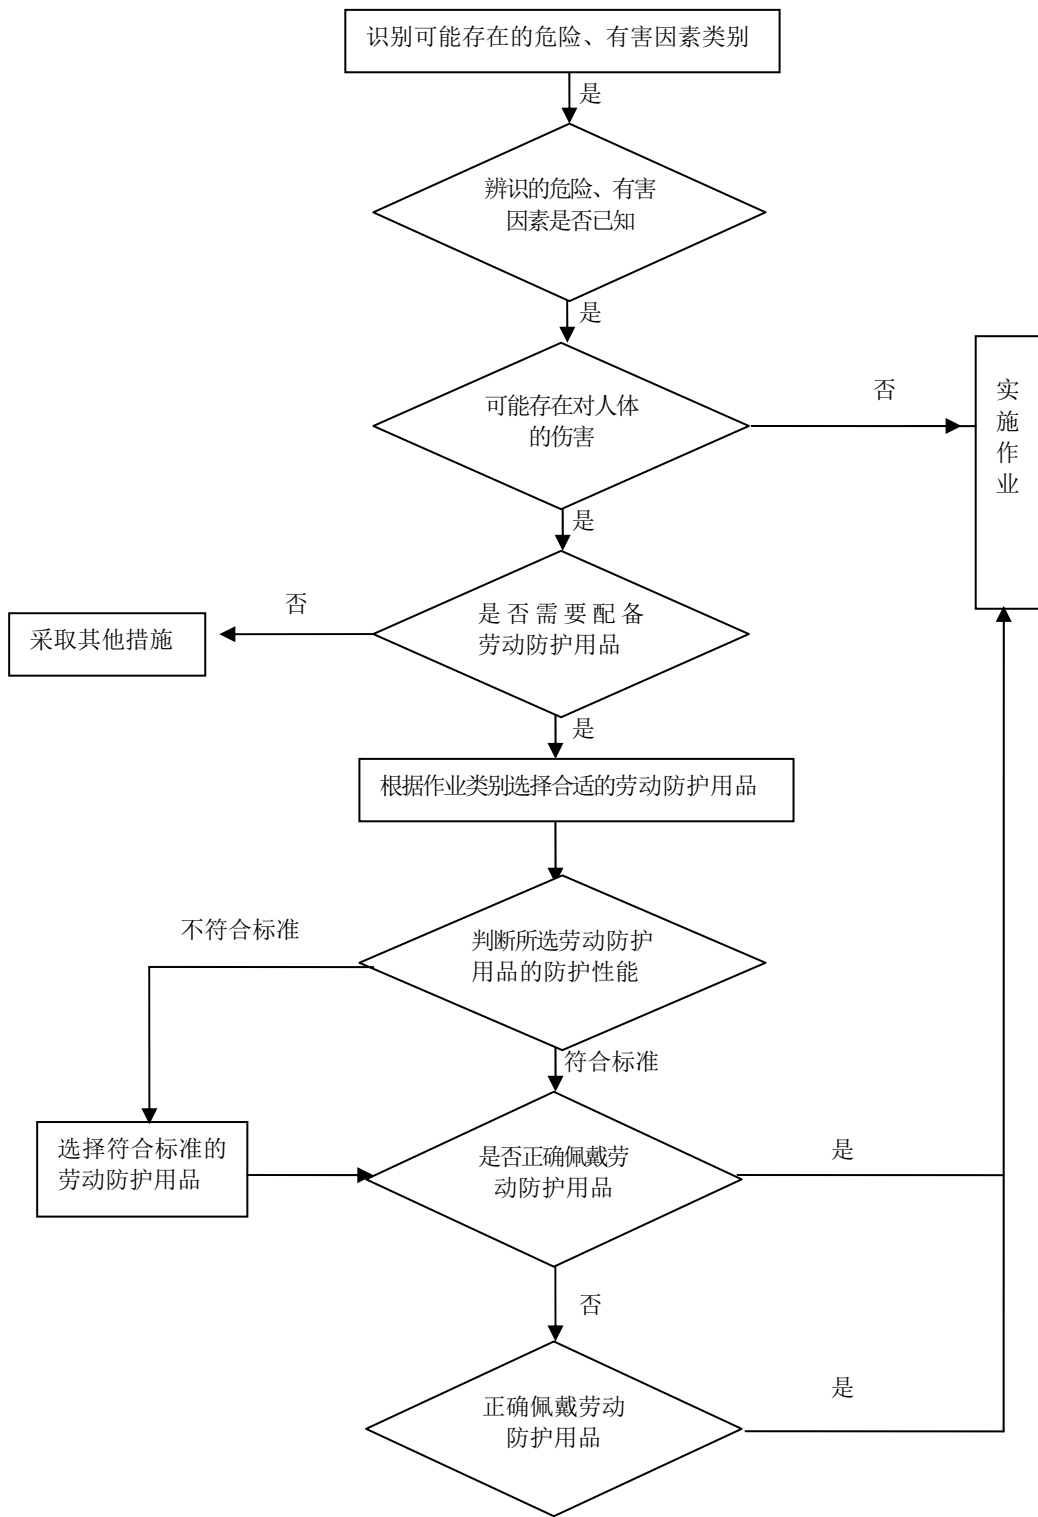 识别可能存在的危险、有害因素类别
是
辨识的危险、有害
因素是否已知
是
可能存在对人体
的伤害
否
实
施
作
业
是
是否需要配备
劳动防护用品
否
采取其他措施
是
根据作业类别选择合适的劳动防护用品
不符合标准
判断所选劳动防护
用品的防护性能
符合标准
选择符合标准的
劳动防护用品
是否正确佩戴劳
动防护用品
是
否
正确佩戴劳动
防护用品
是